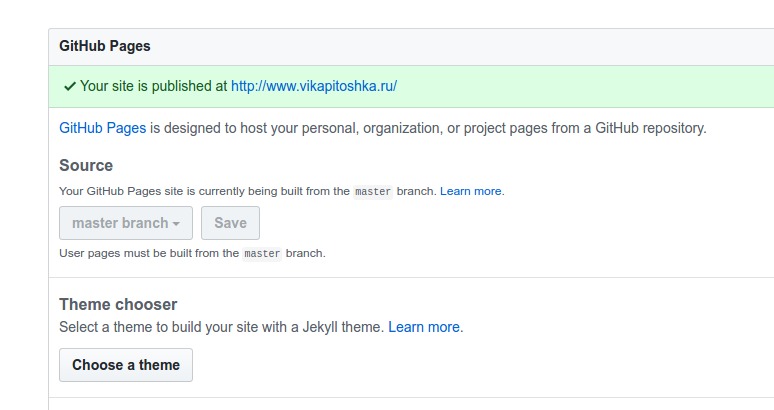 GitHub Pages
Your site is published at http://www.vikapitoshka.ru/
GitHub Pages is designed to host your personal, organization, or project pages from a GitHub repository.
Source
Your GitHub Pages site is currently being built from the master branch. Learn more.
master branch Save
User pages must be built from the master branch.
Theme chooser
Select a theme to build your site with a Jekyll theme. Learn more.
Choose a theme